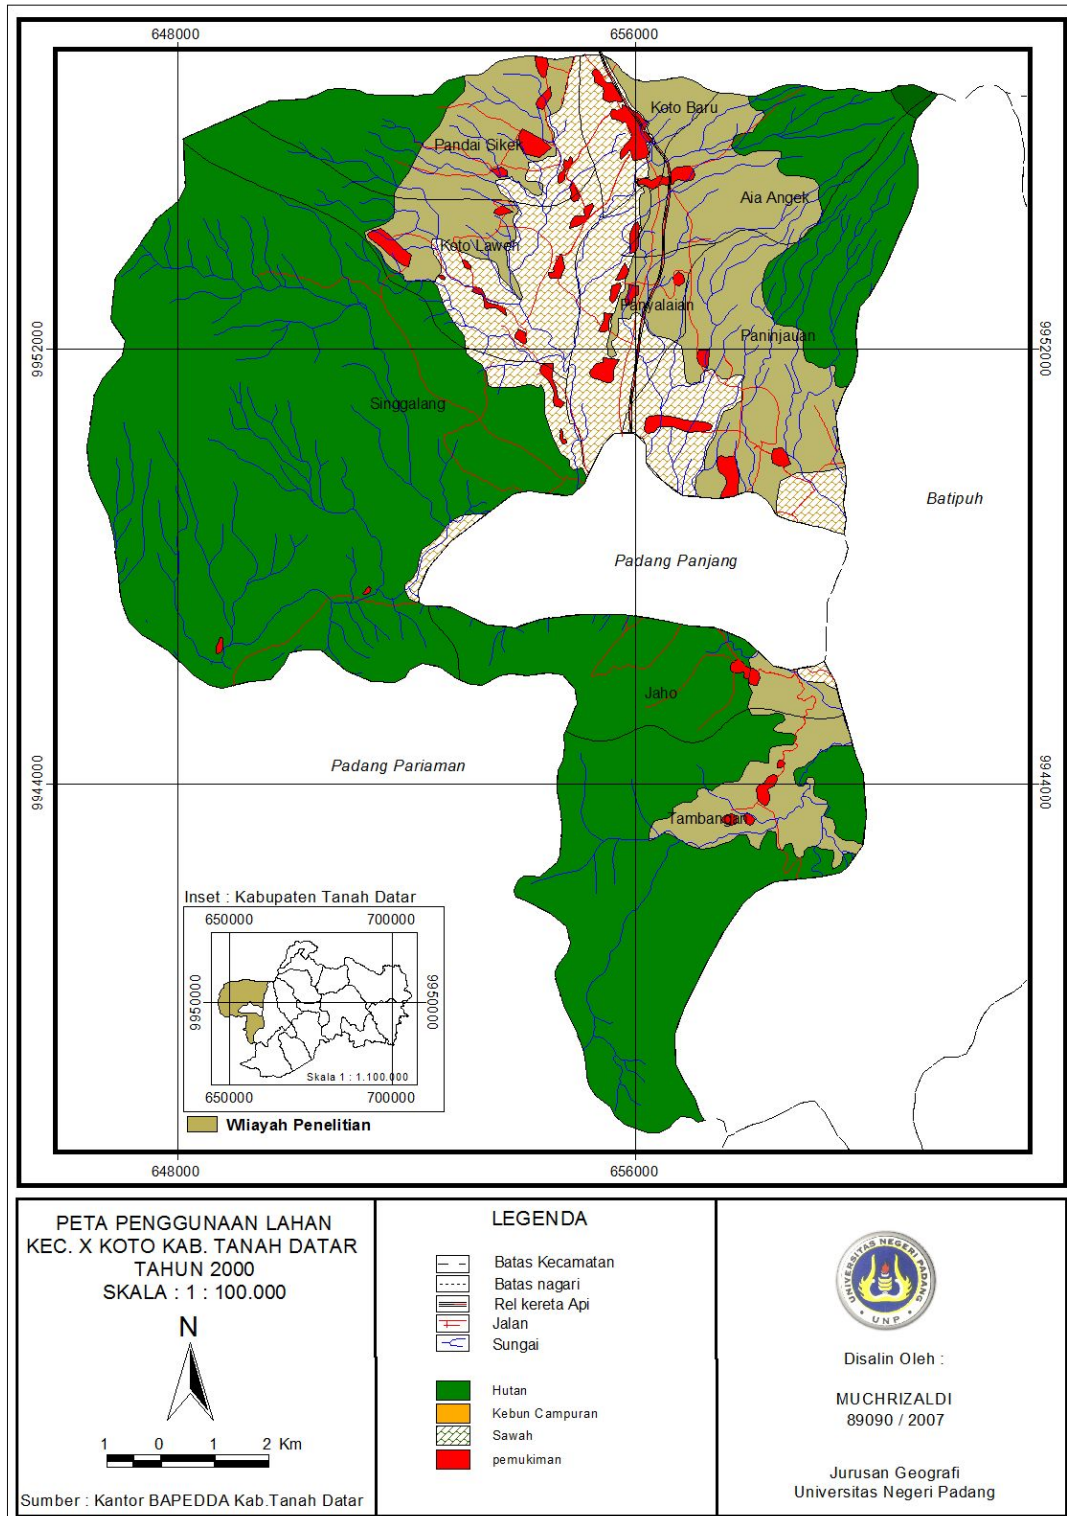 648000
656000
Koto Baru
Pandai Sikek
Aia Angek
Koto Laweh
Panyalaian
Paninjauan
9952000
9952000
Singgalang
Batipuh
Padang Panjang
Jaho
Padang Pariaman
9944000
9944000
Tambangan
Inset : Kabupaten Tanah Datar
650000
700000
9950000
9950000
Skala 1 : 1.100.000
650000
700000
Wliayah Penelitian
648000
656000
PETA PENGGUNAAN LAHAN
KEC. X KOTO KAB. TANAH DATAR
TAHUN 2000
SKALA : 1 : 100.000
N
1 0 1 2 Km
Sumber : Kantor BAPEDDA Kab.Tanah Datar
LEGENDA
Batas Kecamatan
Batas nagari
Rel kereta Api
Jalan
Sungai
Hutan
Kebun Campuran
Sawah
pemukiman
UNIVERSITAS NEGERI PADANG
UNP
Disalin Oleh :
MUCHRIZALDI
89090 / 2007
Jurusan Geografi
Universitas Negeri Padang